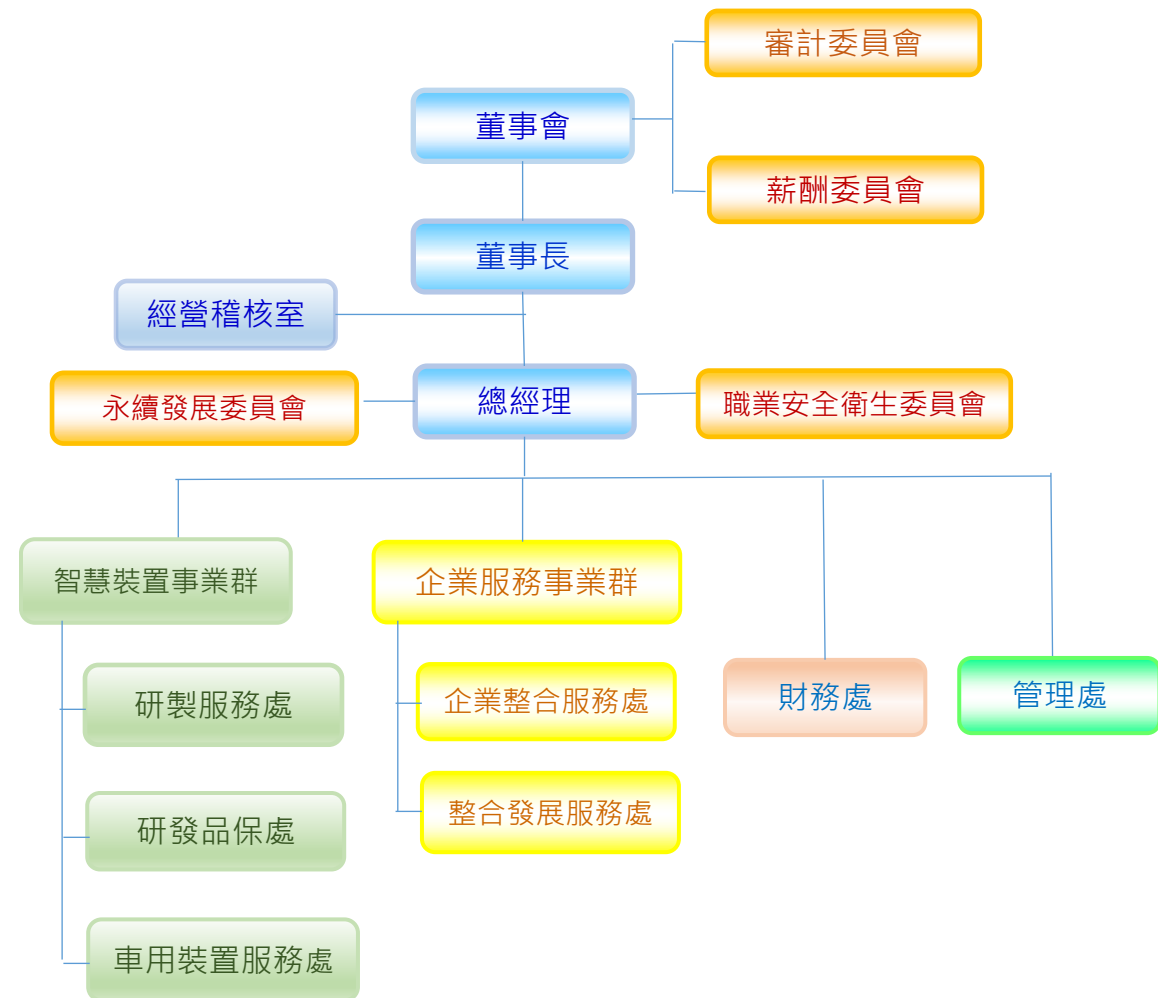 審計委員會
董事會
薪酬委員會
董事長
經營稽核室
永續發展委員會
總經理
職業安全衛生委員會
智慧裝置事業群
企業服務事業群
研製服務處
企業整合服務處
財務處
管理處
研發品保處
整合發展服務處
車用裝置服務處